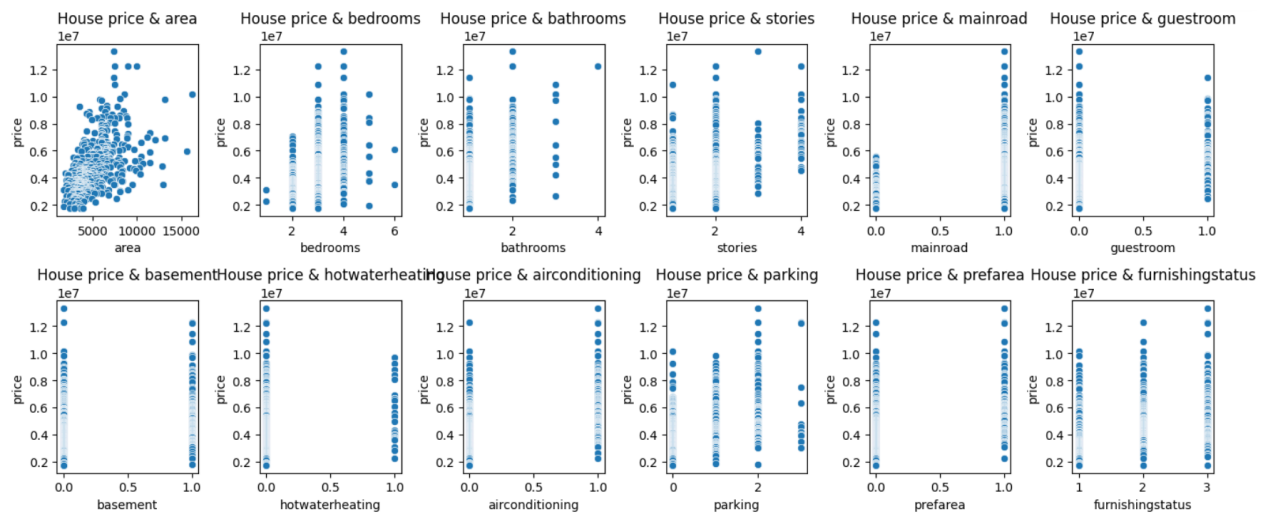 House price & area
House price & bedrooms
House price & bathrooms
House price & stories
House price & mainroad
House price & guestroom
1e7
1e7
1e7
1e7
1e7
1e7
1.2
1.0
0.8
0.6
0.4
0.2
price
5000 10000 15000
area
1.2
1.0
0.8
0.6
0.4
0.2
price
2 4 6
bedrooms
1.2
1.0
0.8
0.6
0.4
0.2
price
2 4
bathrooms
1.2
1.0
0.8
0.6
0.4
0.2
price
1 2 3 4
stories
1.2
1.0
0.8
0.6
0.4
0.2
price
0.0 0.5 1.0
mainroad
1.2
1.0
0.8
0.6
0.4
0.2
price
0.0 0.5 1.0
guestroom
House price & basement
House price & hotwaterheating
House price & airconditioning
House price & parking
House price & prefarea
House price & furnishingstatus
1e7
1e7
1e7
1e7
1e7
1e7
1.2
1.0
0.8
0.6
0.4
0.2
price
0.0 0.5 1.0
basement
1.2
1.0
0.8
0.6
0.4
0.2
price
0.0 0.5 1.0
hotwaterheating
1.2
1.0
0.8
0.6
0.4
0.2
price
0.0 0.5 1.0
airconditioning
1.2
1.0
0.8
0.6
0.4
0.2
price
0 2
parking
1.2
1.0
0.8
0.6
0.4
0.2
price
0.0 0.5 1.0
prefarea
1.2
1.0
0.8
0.6
0.4
0.2
price
1 2 3
furnishingstatus